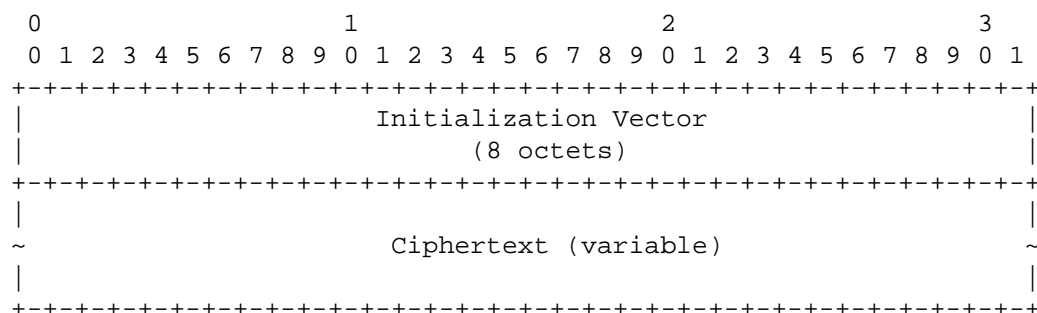 0                   1                   2                   3
 0 1 2 3 4 5 6 7 8 9 0 1 2 3 4 5 6 7 8 9 0 1 2 3 4 5 6 7 8 9 0 1
+-+-+-+-+-+-+-+-+-+-+-+-+-+-+-+-+-+-+-+-+-+-+-+-+-+-+-+-+-+-+-+-+
|                     Initialization Vector                     |
|                            (8 octets)                         |
+-+-+-+-+-+-+-+-+-+-+-+-+-+-+-+-+-+-+-+-+-+-+-+-+-+-+-+-+-+-+-+-+
|                                                               |
~                       Ciphertext (variable)                   ~
|                                                               |
+-+-+-+-+-+-+-+-+-+-+-+-+-+-+-+-+-+-+-+-+-+-+-+-+-+-+-+-+-+-+-+-+